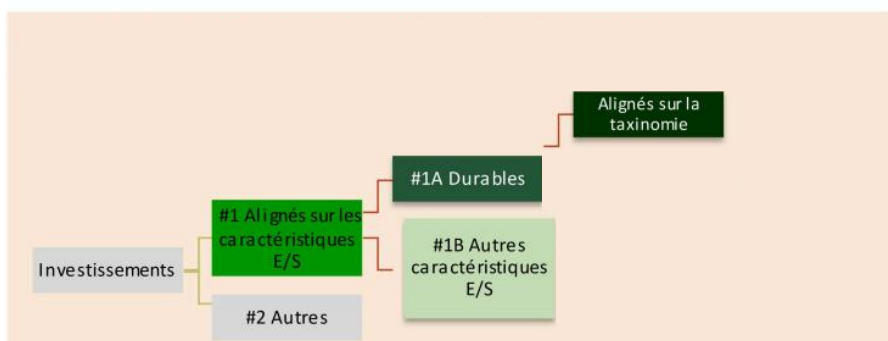 Investissements
#1 Alignés sur les
caractéristiques
E/S
#2 Autres
#1A Durables
#1B Autres
caractéristiques
E/S
Alignés sur la
taxinomie